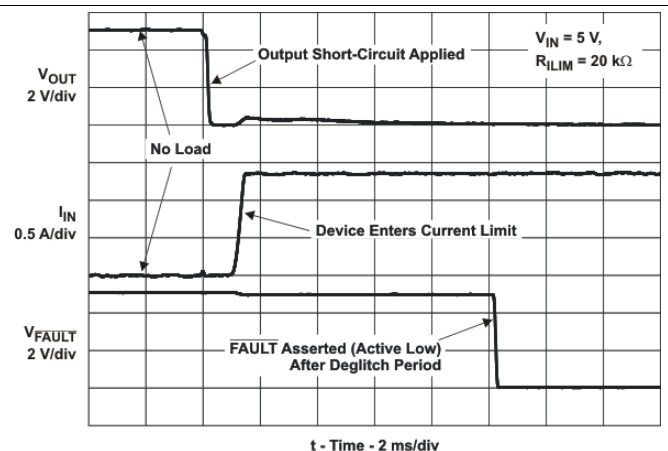 V_OUT
2 V/div
Output Short-Circuit Applied
V_IN = 5 V,
R_ILIM = 20 kΩ
No Load
I_IN
0.5 A/div
Device Enters Current Limit
V_FAULT
2 V/div
FAULT Asserted (Active Low)
After Deglitch Period
t - Time - 2 ms/div